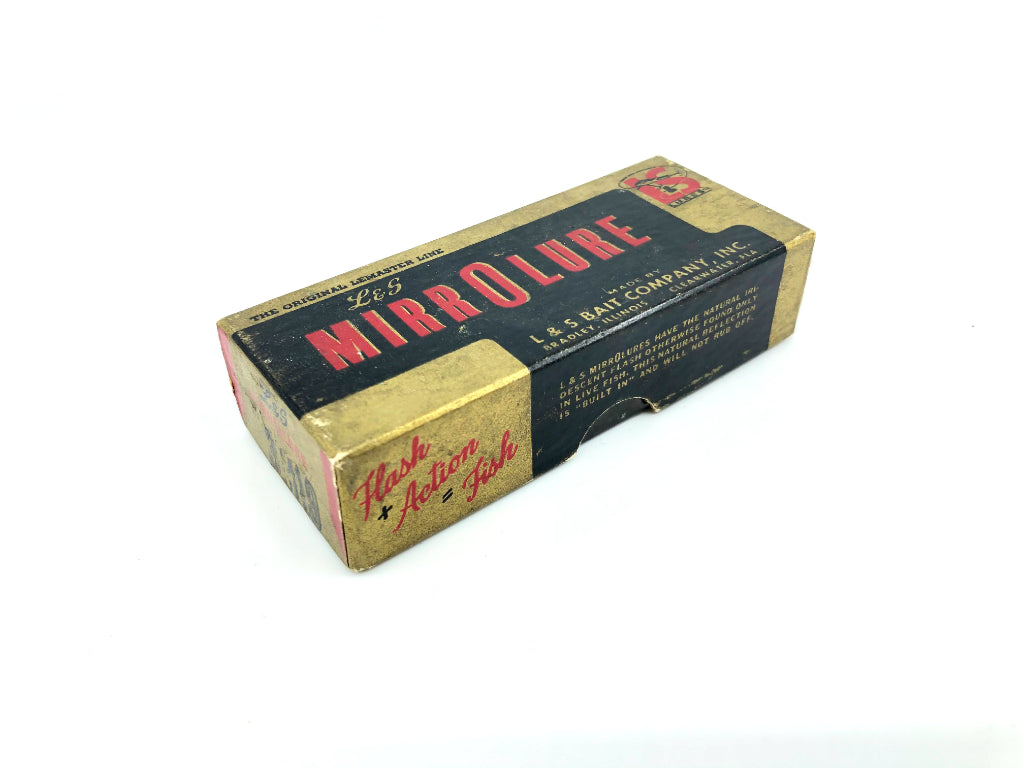 THE ORIGINAL LEMASTER LINE
L&S
MIRROLURE
LS
MADE BY
L & S BAIT COMPANY, INC.
BRADLEY, ILLINOIS CLEARWATER, FLA
L & S MIRROLURES HAVE THE NATURAL IRI-
DESCENT FLASH OTHERWISE FOUND ONLY
IN LIVE FISH. THIS NATURAL REFLECTION
IS "BUILT IN" AND WILL NOT RUB OFF.
Flash
x Action
= Fish